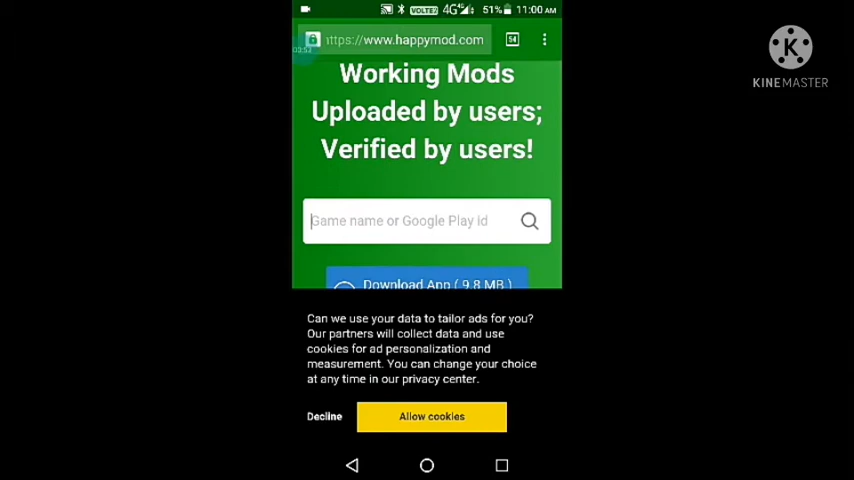 VOLTE 4G 51% 11:00 AM
https://www.happymod.com 54
03:52
Working Mods
Uploaded by users;
Verified by users!
Game name or Google Play id
Download App ( 9.8 MB )
Can we use your data to tailor ads for you?
Our partners will collect data and use
cookies for ad personalization and
measurement. You can change your choice
at any time in our privacy center.
Decline Allow cookies
K
KINEMASTER